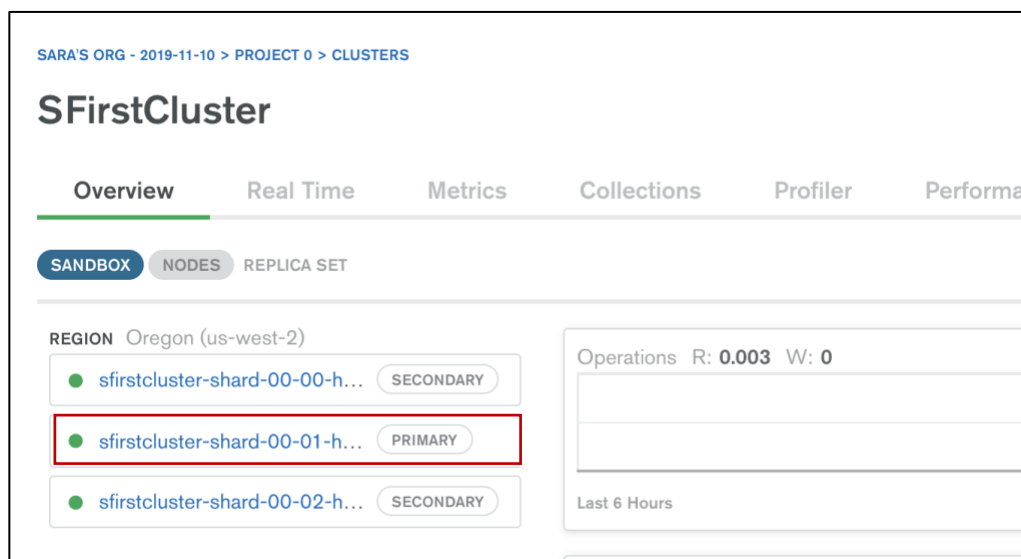 SARA'S ORG - 2019-11-10 > PROJECT 0 > CLUSTERS
SFirstCluster
Overview Real Time Metrics Collections Profiler Performa
SANDBOX NODES REPLICA SET
REGION Oregon (us-west-2)
sfirstcluster-shard-00-00-h... SECONDARY
sfirstcluster-shard-00-01-h... PRIMARY
sfirstcluster-shard-00-02-h... SECONDARY
Operations R: 0.003 W: 0
Last 6 Hours